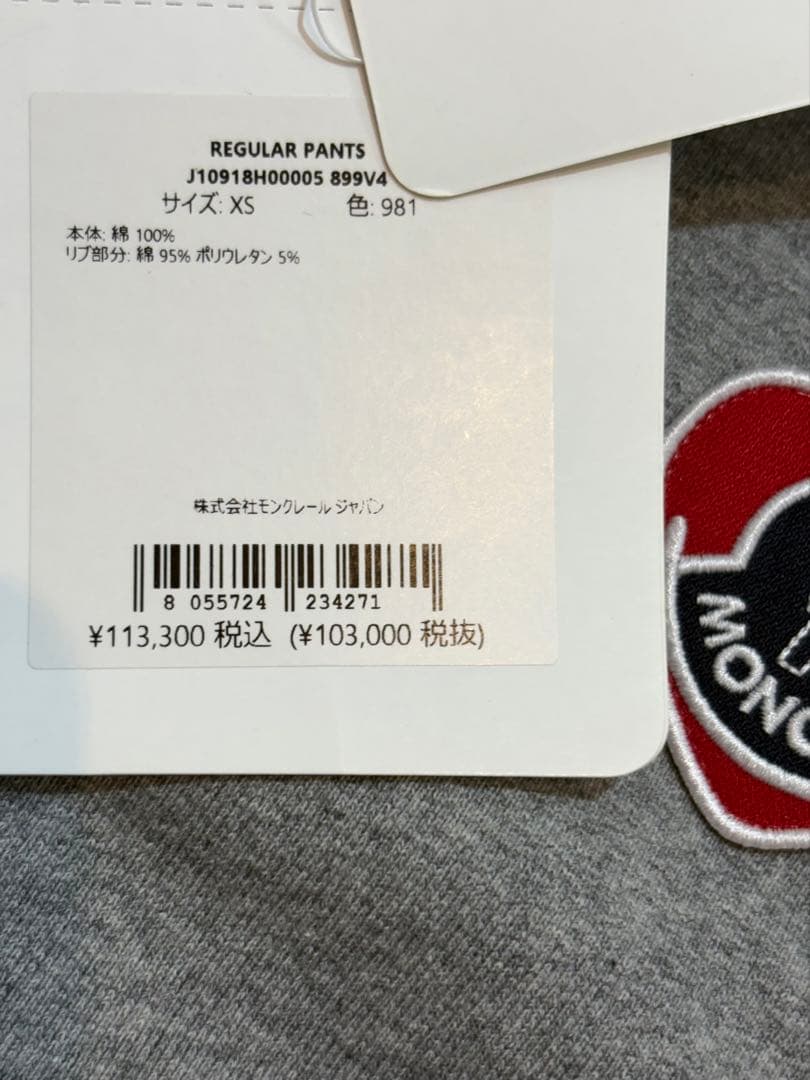 REGULAR PANTS
J10918H00005 899V4
サイズ: XS 色: 981
本体: 綿 100%
リブ部分: 綿 95% ポリウレタン 5%
株式会社モンクレール ジャパン
8 055724 234271
¥113,300 税込 (¥103,000 税抜)
MONC